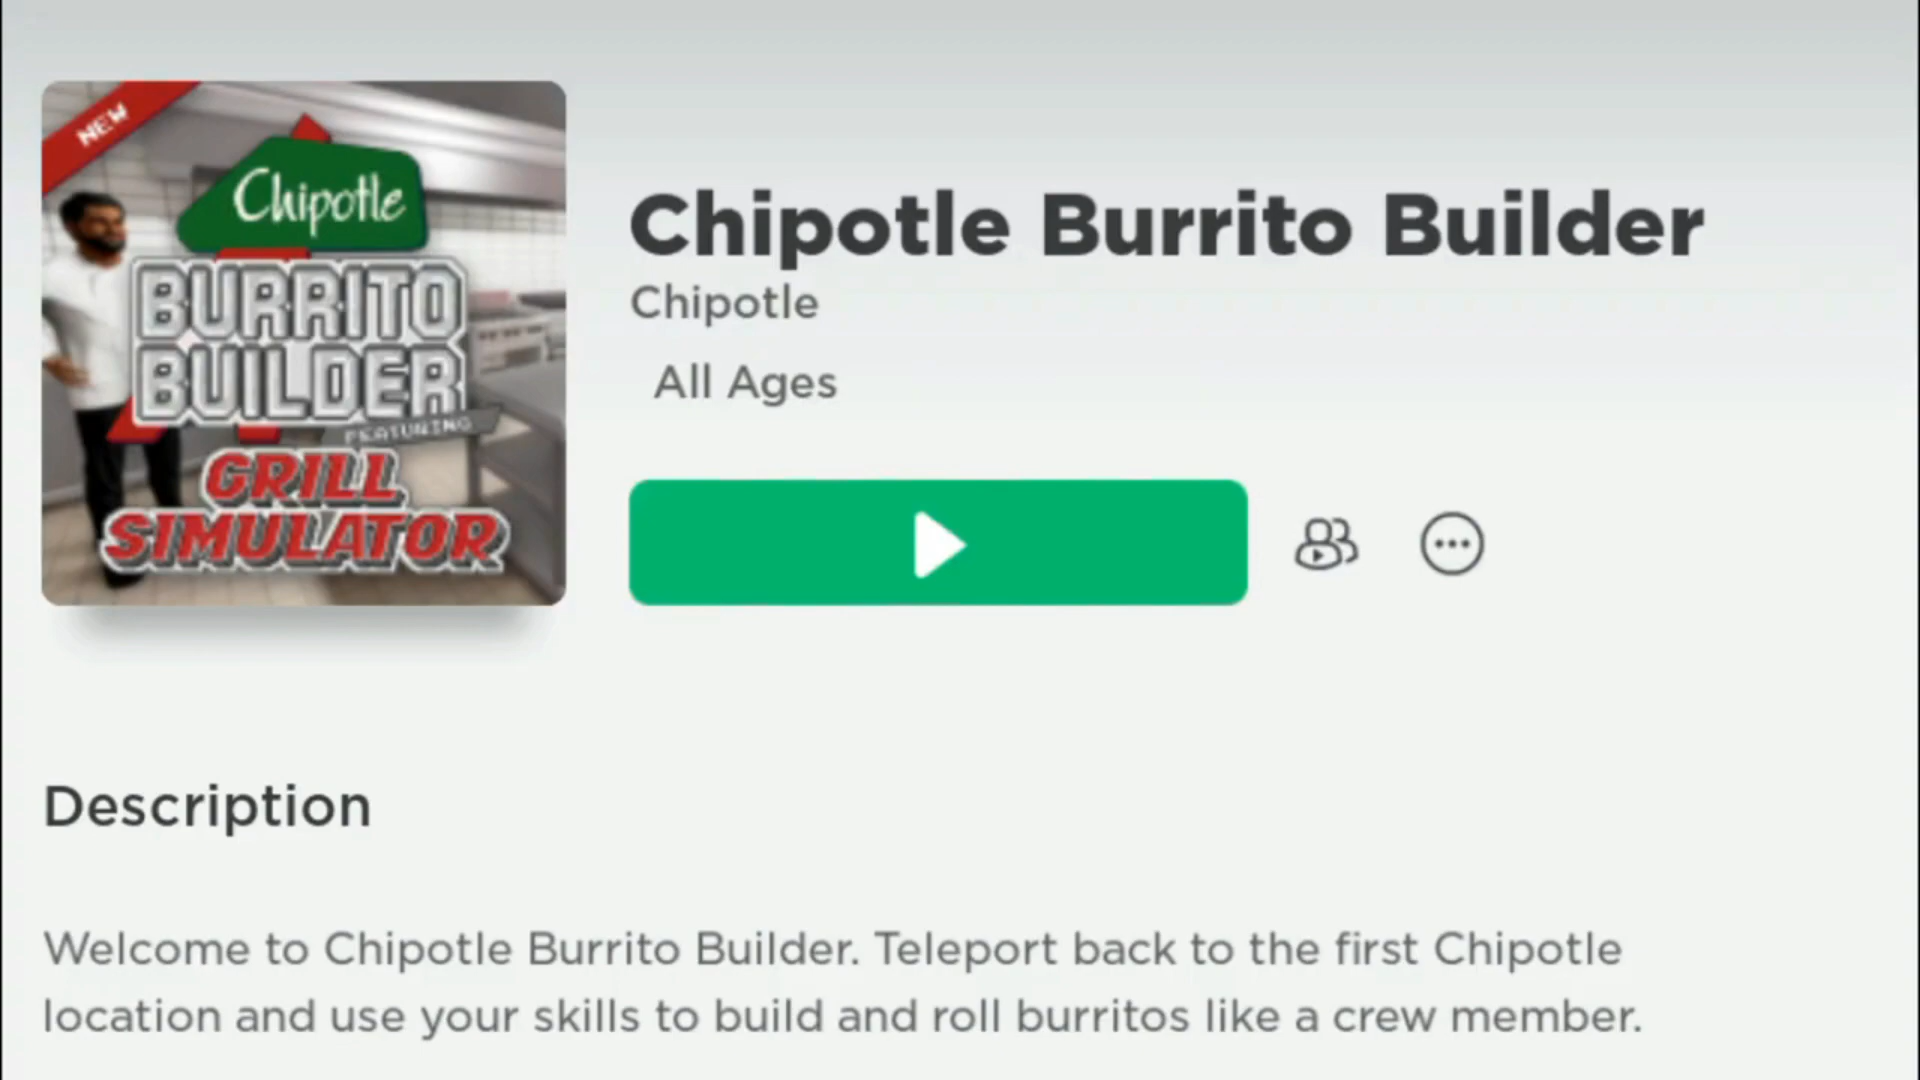 NEW
Chipotle
BURRITO
BUILDER
FEATURING
GRILL
SIMULATOR
Chipotle Burrito Builder
Chipotle
All Ages
Description
Welcome to Chipotle Burrito Builder. Teleport back to the first Chipotle
location and use your skills to build and roll burritos like a crew member.